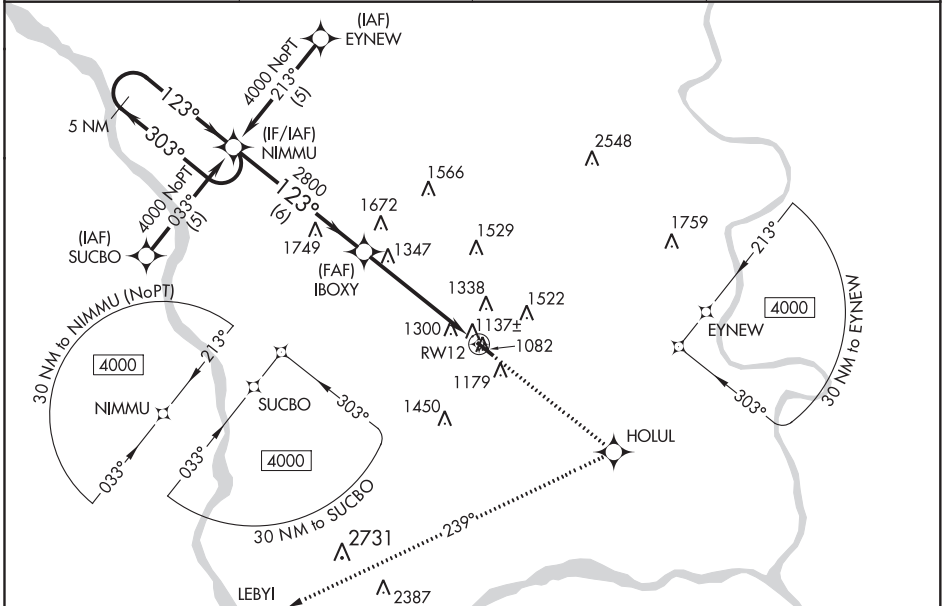 (IAF)
EYNEW
4000 NoPT
213°
(5)
123°
5 NM
303°
(IF/IAF)
NIMMU
2548
4000 NoPT
033°
(5)
2800
123°
(6)
1566
1672
1749
1347
1529
1759
(IAF)
SUCBO
(FAF)
IBOXY
1338
1522
1300
1137±
RW12
1082
1179
1450
30 NM to NIMMU (NoPT)
4000
213°
NIMMU
033°
SUCBO
303°
033°
4000
30 NM to SUCBO
213°
4000
EYNEW
303°
30 NM to EYNEW
HOLUL
239°
2731
LEBYI
2387